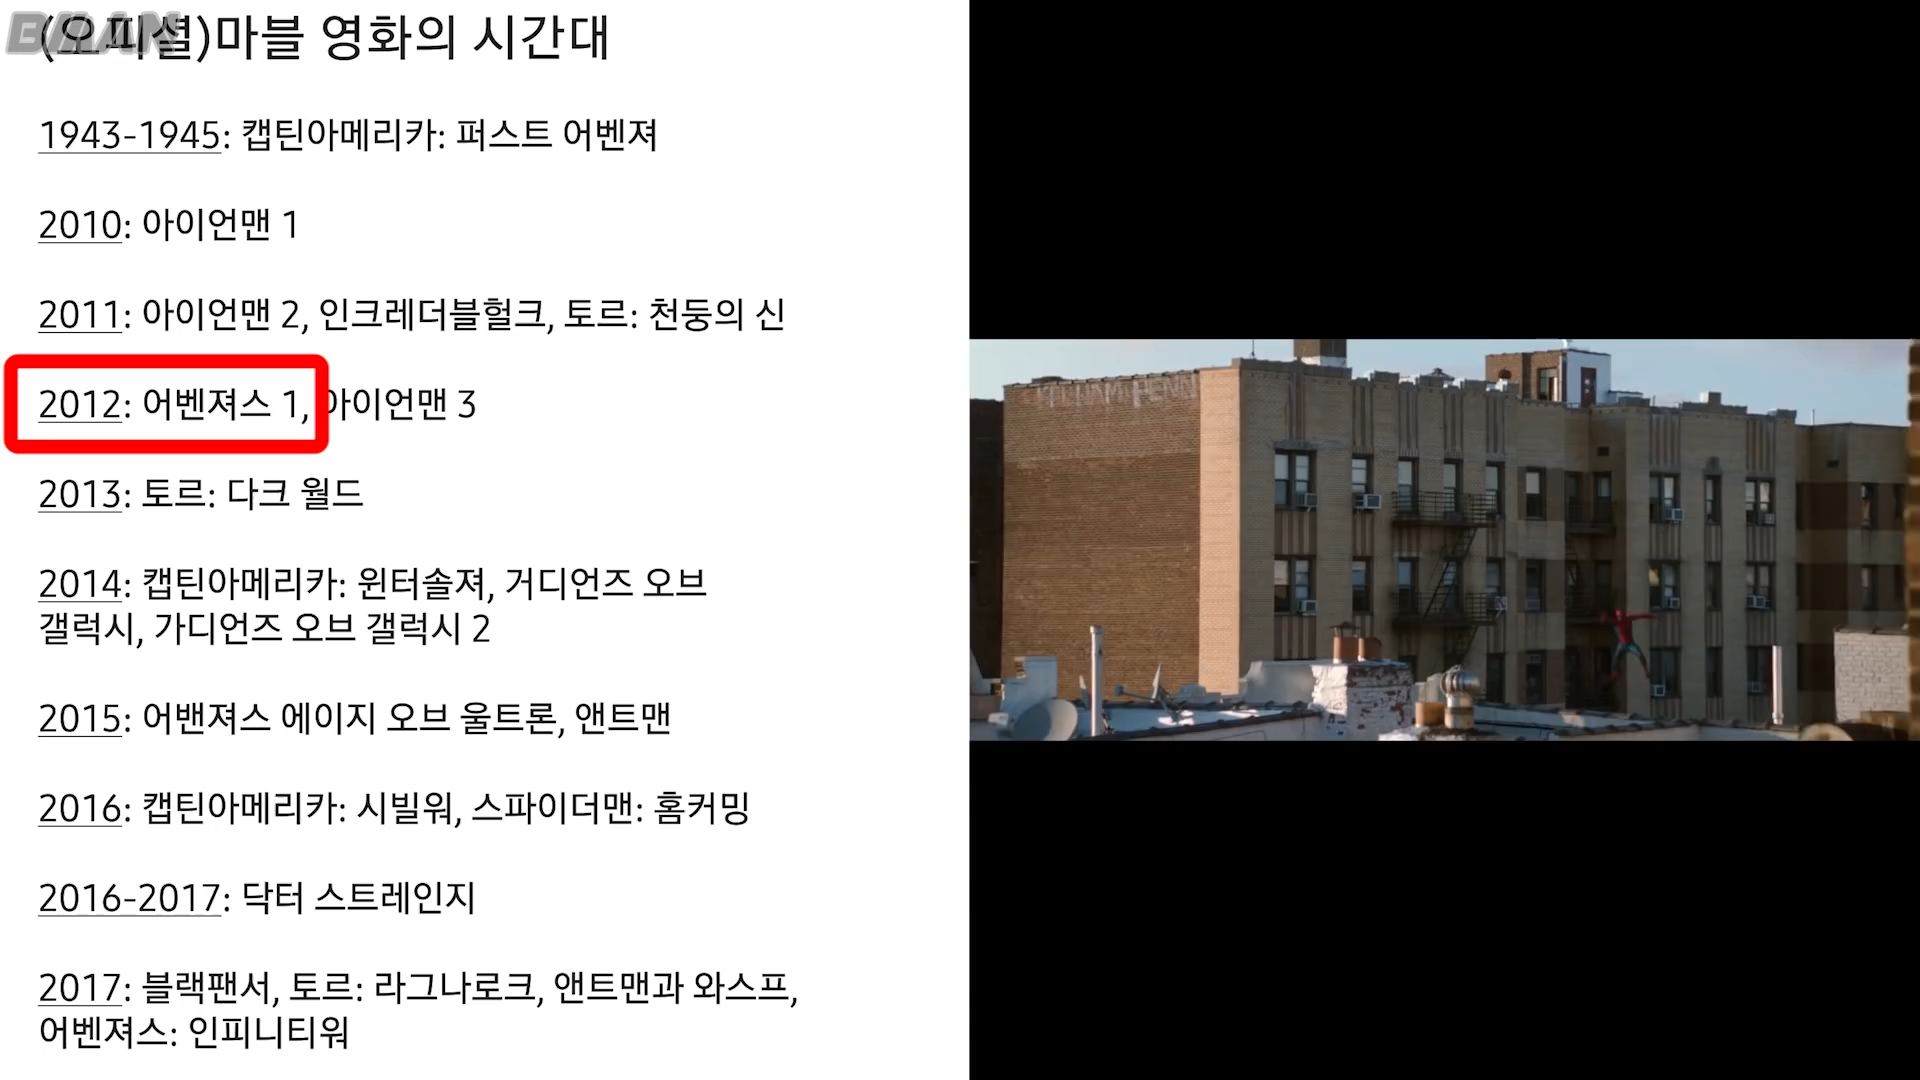 BIIAN
(오피셜)마블 영화의 시간대
1943-1945: 캡틴아메리카: 퍼스트 어벤져
2010: 아이언맨 1
2011: 아이언맨 2, 인크레더블헐크, 토르: 천둥의 신
2012: 어벤져스 1, 아이언맨 3
2013: 토르: 다크 월드
2014: 캡틴아메리카: 윈터솔져, 거디언즈 오브
갤럭시, 가디언즈 오브 갤럭시 2
2015: 어밴져스 에이지 오브 울트론, 앤트맨
2016: 캡틴아메리카: 시빌워, 스파이더맨: 홈커밍
2016-2017: 닥터 스트레인지
2017: 블랙팬서, 토르: 라그나로크, 앤트맨과 와스프,
어벤져스: 인피니티워